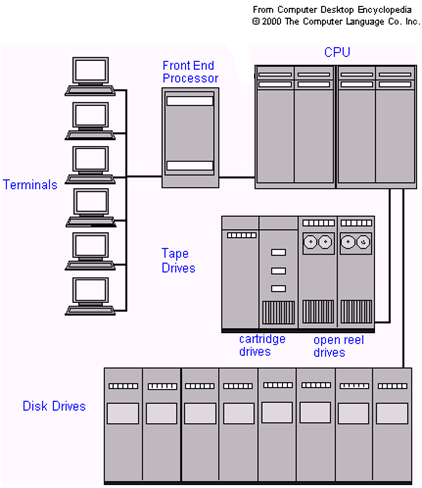 From Computer Desktop Encyclopedia
© 2000 The Computer Language Co. Inc.
CPU
Front End
Processor
Terminals
Tape
Drives
cartridge
drives
open reel
drives
Disk Drives